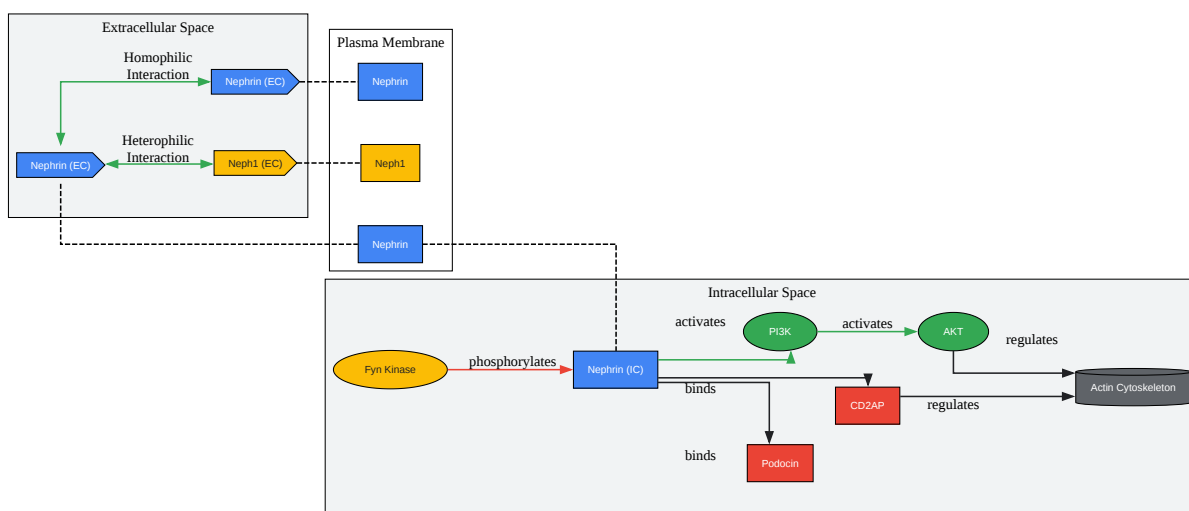 Extracellular Space
Plasma Membrane
Homophilic
Interaction
Nephrin (EC)
Nephrin
Heterophilic
Interaction
Nephrin (EC)
Neph1 (EC)
Neph1
Nephrin
Intracellular Space
activates
PI3K
activates
AKT
regulates
Fyn Kinase
phosphorylates
Nephrin (IC)
binds
CD2AP
regulates
Actin Cytoskeleton
binds
Podocin